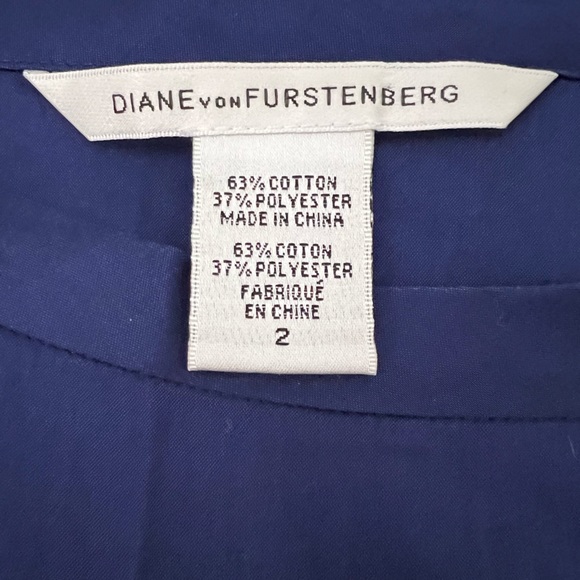 DIANE VON FURSTENBERG
63% COTTON
37% POLYESTER
MADE IN CHINA
63% COTON
37% POLYESTER
FABRIQUÉ
EN CHINE
2